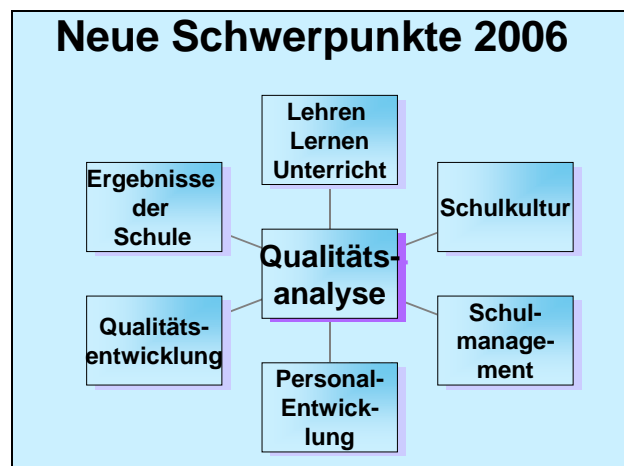 Neue Schwerpunkte 2006
Lehren
Lernen
Unterricht
Ergebnisse
der
Schule
Schulkultur
Qualitäts-
analyse
Qualitäts-
entwicklung
Schul-
manage-
ment
Personal-
Entwick-
lung